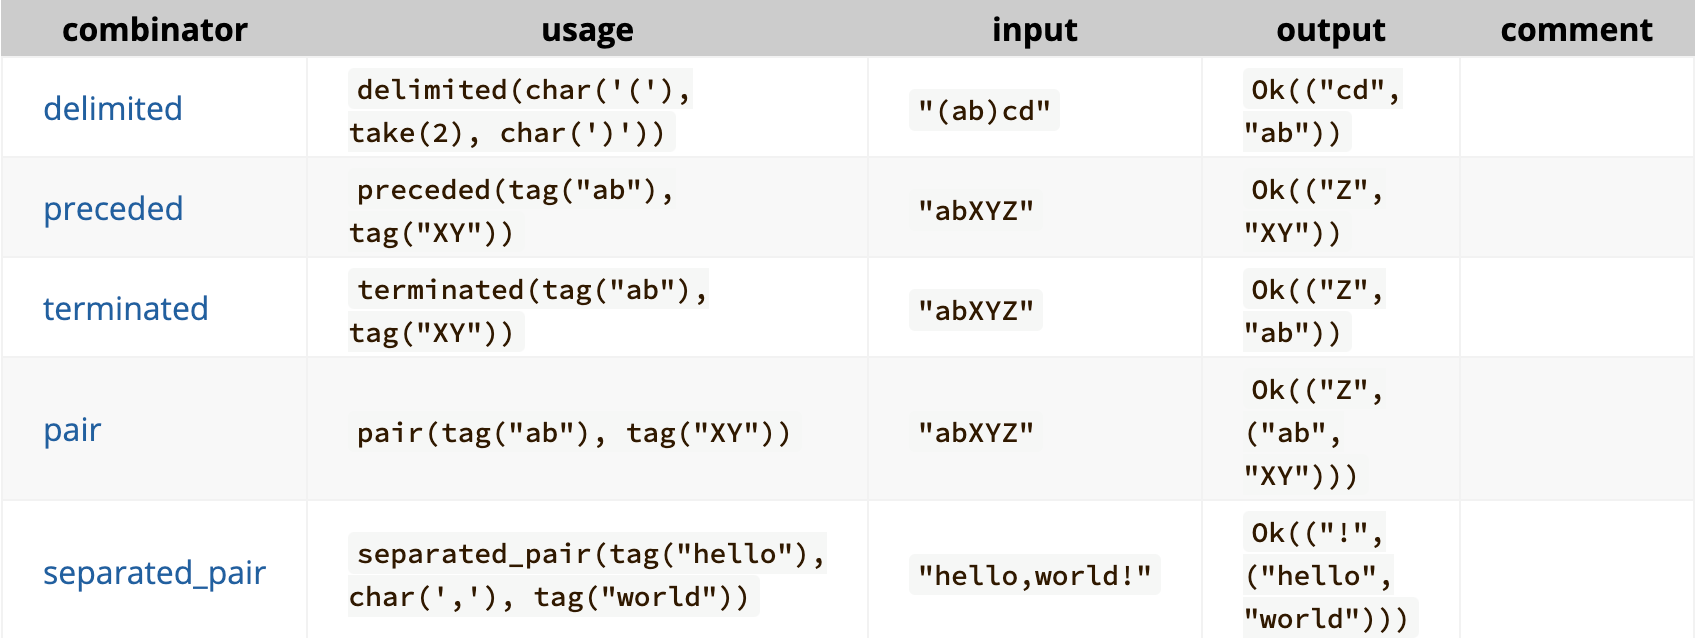 combinator usage input output comment
delimited delimited(char('('), take(2), char(')')) "(ab)cd" Ok(("cd", "ab"))
preceded preceded(tag("ab"), tag("XY")) "abXYZ" Ok(("Z", "XY"))
terminated terminated(tag("ab"), tag("XY")) "abXYZ" Ok(("Z", "ab"))
pair pair(tag("ab"), tag("XY")) "abXYZ" Ok(("Z", ("ab", "XY")))
separated_pair separated_pair(tag("hello"), char(','), tag("world")) "hello,world!" Ok(("!", ("hello", "world")))